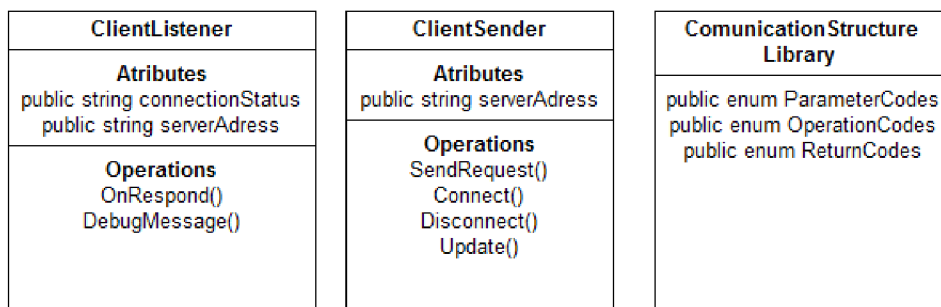 ClientListener
Atributes
public string connectionStatus
public string serverAdress
Operations
OnRespond()
DebugMessage()
ClientSender
Atributes
public string serverAdress
Operations
SendRequest()
Connect()
Disconnect()
Update()
ComunicationStructure
Library
public enum ParameterCodes
public enum OperationCodes
public enum ReturnCodes